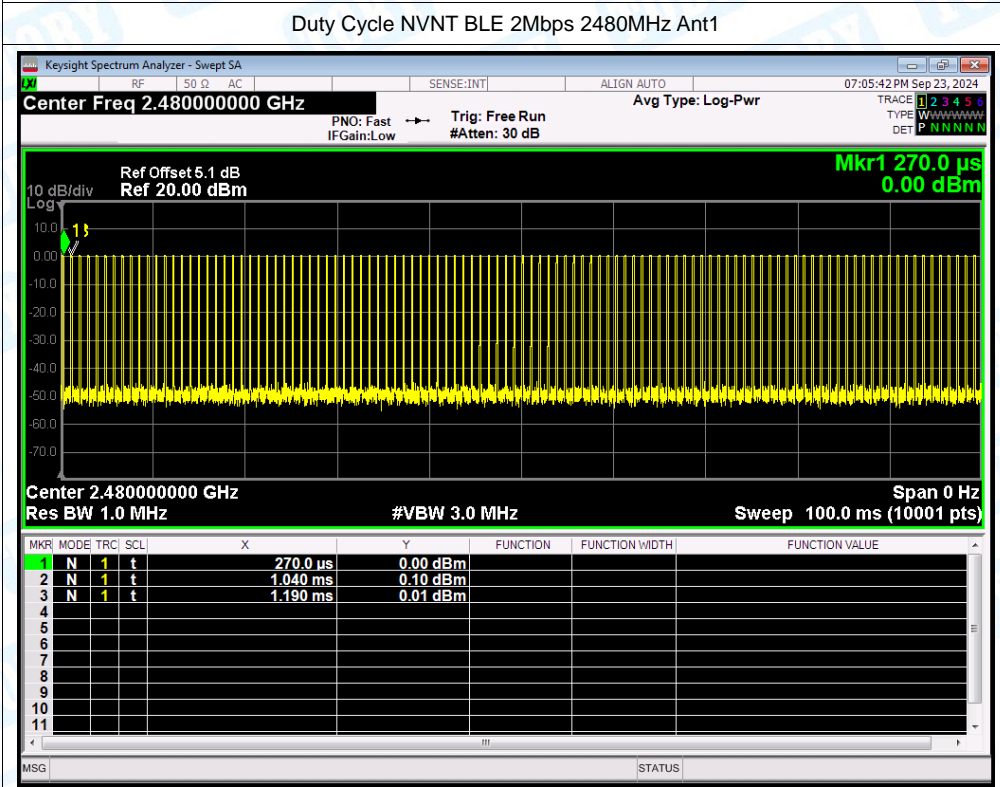 Duty Cycle NVNT BLE 2Mbps 2480MHz Ant1
Keysight Spectrum Analyzer - Swept SA
LXI RF 50 Ω AC SENSE:INT ALIGN AUTO 07:05:42 PM Sep 23, 2024
Center Freq 2.480000000 GHz Avg Type: Log-Pwr TRACE 1 2 3 4 5 6
PNO: Fast Trig: Free Run TYPE WWWWWW
IFGain:Low #Atten: 30 dB DET P N N N N N
Mkr1 270.0 µs
0.00 dBm
Ref Offset 5.1 dB
10 dB/div Ref 20.00 dBm
Log
10.0
0.00
-10.0
-20.0
-30.0
-40.0
-50.0
-60.0
-70.0
Center 2.480000000 GHz Span 0 Hz
Res BW 1.0 MHz #VBW 3.0 MHz Sweep 100.0 ms (10001 pts)
MKR MODE TRC SCL X Y FUNCTION FUNCTION WIDTH FUNCTION VALUE
1 N 1 t 270.0 µs 0.00 dBm
2 N 1 t 1.040 ms 0.10 dBm
3 N 1 t 1.190 ms 0.01 dBm
4
5
6
7
8
9
10
11
MSG STATUS